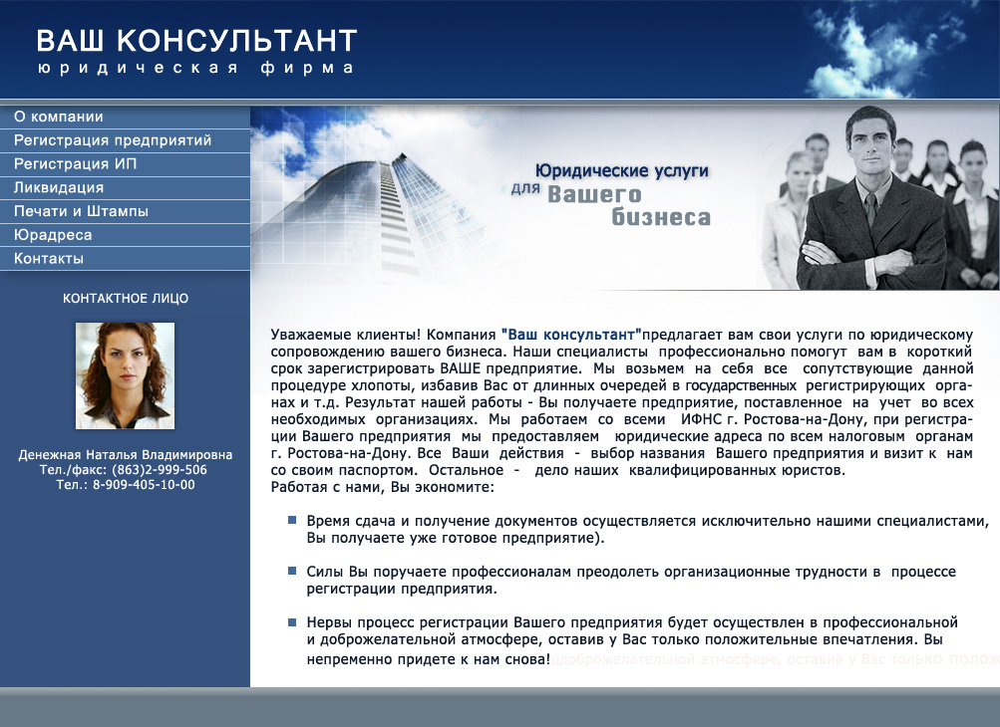 ВАШ КОНСУЛЬТАНТ
юридическая фирма
О компании
Регистрация предприятий
Регистрация ИП
Ликвидация
Печати и Штампы
Юрадреса
Контакты
КОНТАКТНОЕ ЛИЦО
Денежная Наталья Владимировна
Тел./факс: (863)2-999-506
Тел.: 8-909-405-10-00
Юридические услуги
для Вашего
бизнеса
Уважаемые клиенты! Компания "Ваш консультант"предлагает вам свои услуги по юридическому
сопровождению вашего бизнеса. Наши специалисты профессионально помогут вам в короткий
срок зарегистрировать ВАШЕ предприятие. Мы возьмем на себя все сопутствующие данной
процедуре хлопоты, избавив Вас от длинных очередей в государственных регистрирующих орга-
нах и т.д. Результат нашей работы - Вы получаете предприятие, поставленное на учет во всех
необходимых организациях. Мы работаем со всеми ИФНС г. Ростова-на-Дону, при регистра-
ции Вашего предприятия мы предоставляем юридические адреса по всем налоговым органам
г. Ростова-на-Дону. Все Ваши действия - выбор названия Вашего предприятия и визит к нам
со своим паспортом. Остальное - дело наших квалифицированных юристов.
Работая с нами, Вы экономите:
Время сдача и получение документов осуществляется исключительно нашими специалистами,
Вы получаете уже готовое предприятие).
Силы Вы поручаете профессионалам преодолеть организационные трудности в процессе
регистрации предприятия.
Нервы процесс регистрации Вашего предприятия будет осуществлен в профессиональной
и доброжелательной атмосфере, оставив у Вас только положительные впечатления. Вы
непременно придете к нам снова! доброжелательной атмосфере, оставив у Вас только полож